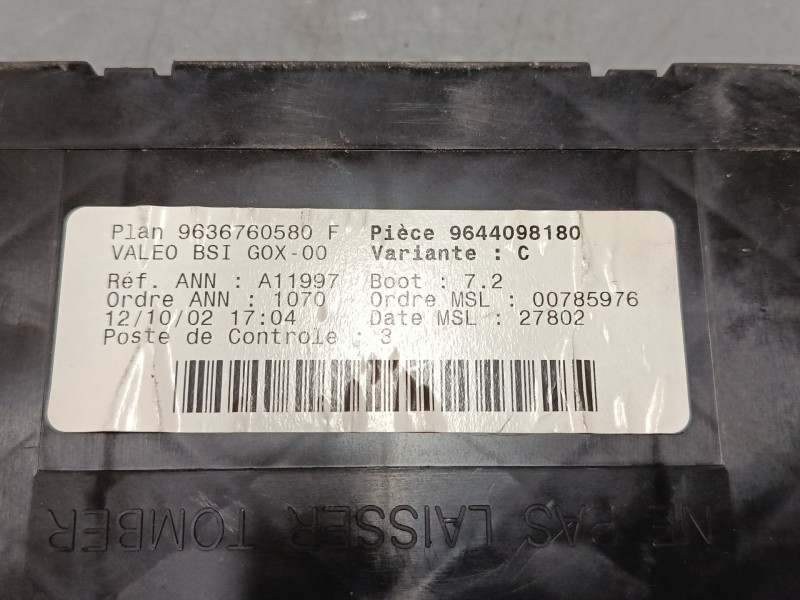 Plan 9636760580 F Pièce 9644098180
VALEO BSI GOX-00 Variante : C
Réf. ANN : A11997 Boot : 7.2
Ordre ANN : 1070 Ordre MSL : 00785976
12/10/02 17:04 Date MSL : 27802
Poste de Controle : 3
NE PAS LAISSER TOMBER